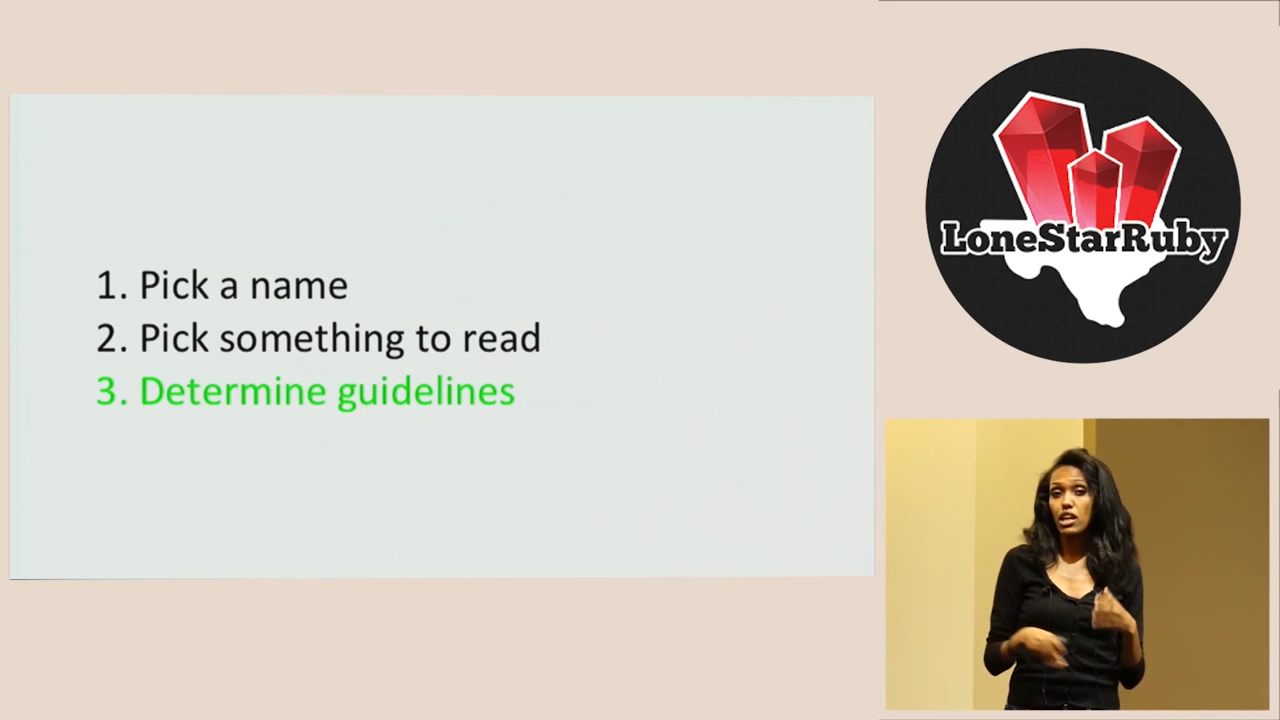 1. Pick a name
2. Pick something to read
3. Determine guidelines
LoneStarRuby